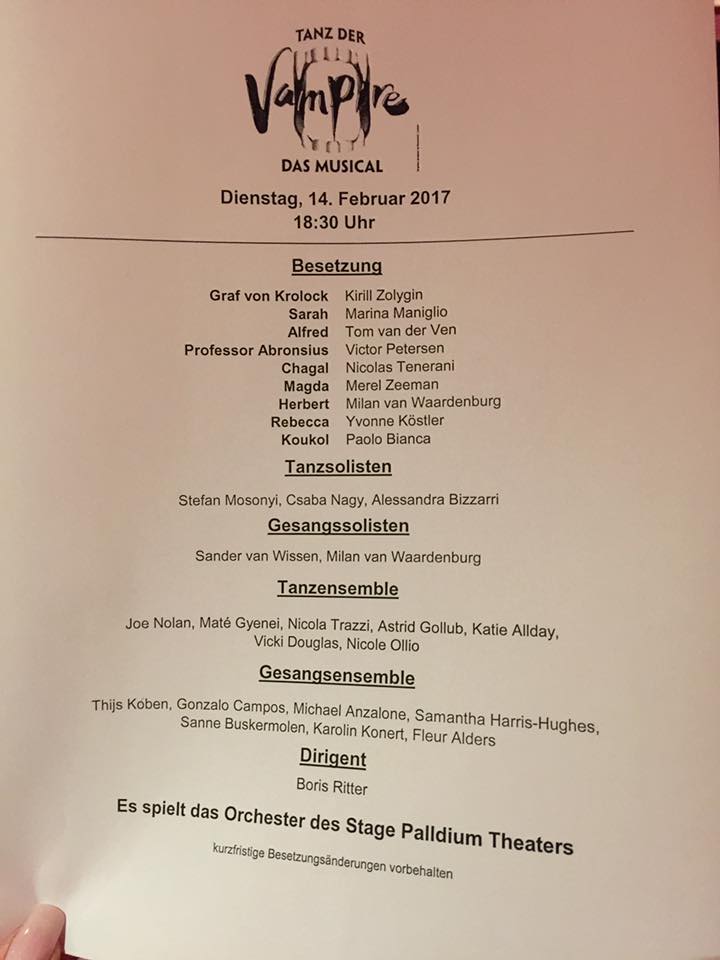 TANZ DER
Vampire
DAS MUSICAL
Dienstag, 14. Februar 2017
18:30 Uhr
Besetzung
Graf von Krolock Kirill Zolygin
Sarah Marina Maniglio
Alfred Tom van der Ven
Professor Abronsius Victor Petersen
Chagal Nicolas Tenerani
Magda Merel Zeeman
Herbert Milan van Waardenburg
Rebecca Yvonne Köstler
Koukol Paolo Bianca
Tanzsolisten
Stefan Mosonyi, Csaba Nagy, Alessandra Bizzarri
Gesangssolisten
Sander van Wissen, Milan van Waardenburg
Tanzensemble
Joe Nolan, Maté Gyenei, Nicola Trazzi, Astrid Gollub, Katie Allday,
Vicki Douglas, Nicole Ollio
Gesangsensemble
Thijs Koben, Gonzalo Campos, Michael Anzalone, Samantha Harris-Hughes,
Sanne Buskermolen, Karolin Konert, Fleur Alders
Dirigent
Boris Ritter
Es spielt das Orchester des Stage Palldium Theaters
kurzfristige Besetzungsänderungen vorbehalten